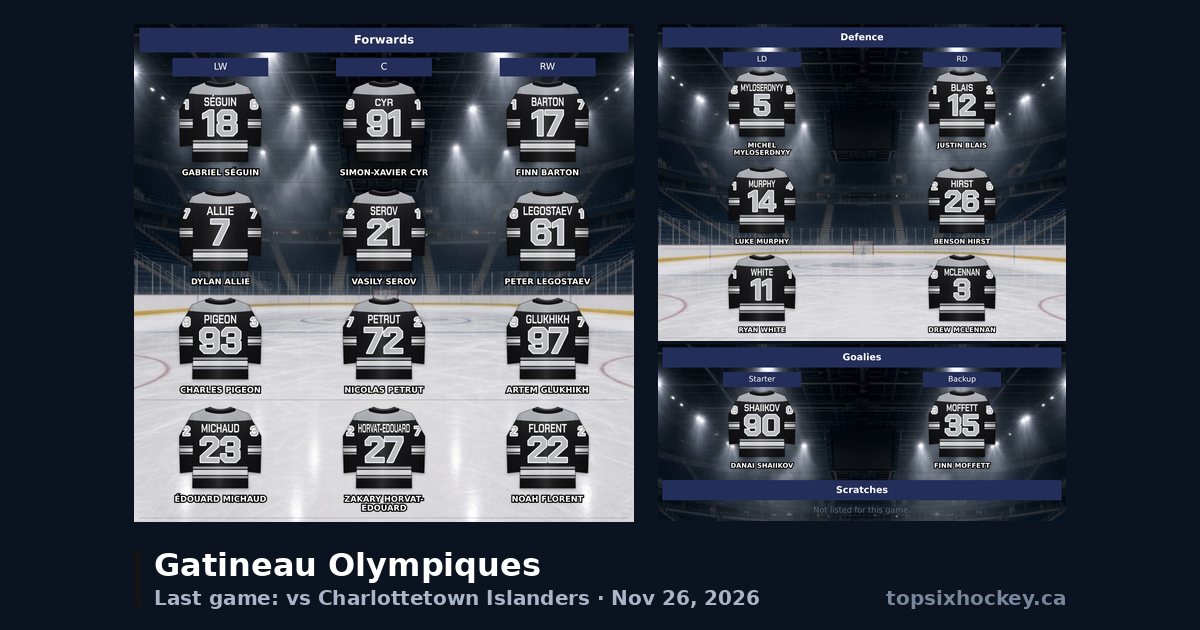 Forwards
LW
C
RW
SÉGUIN
18
GABRIEL SÉGUIN
CYR
91
SIMON-XAVIER CYR
BARTON
17
FINN BARTON
ALLIE
7
DYLAN ALLIE
SEROV
21
VASILY SEROV
LEGOSTAEV
61
PETER LEGOSTAEV
PIGEON
93
CHARLES PIGEON
PETRUT
72
NICOLAS PETRUT
GLUKHIKH
97
ARTEM GLUKHIKH
MICHAUD
23
ÉDOUARD MICHAUD
HORVAT-EDOUARD
27
ZAKARY HORVAT-
EDOUARD
FLORENT
22
NOAH FLORENT
Defence
LD
RD
MYLOSERDNYY
5
MICHEL
MYLOSERDNYY
BLAIS
12
JUSTIN BLAIS
MURPHY
14
LUKE MURPHY
HIRST
26
BENSON HIRST
WHITE
11
RYAN WHITE
MCLENNAN
3
DREW MCLENNAN
Goalies
Starter
Backup
SHAIIKOV
90
DANAI SHAIIKOV
MOFFETT
35
FINN MOFFETT
Scratches
Not listed for this game.
Gatineau Olympiques
Last game: vs Charlottetown Islanders · Nov 26, 2026
topsixhockey.ca